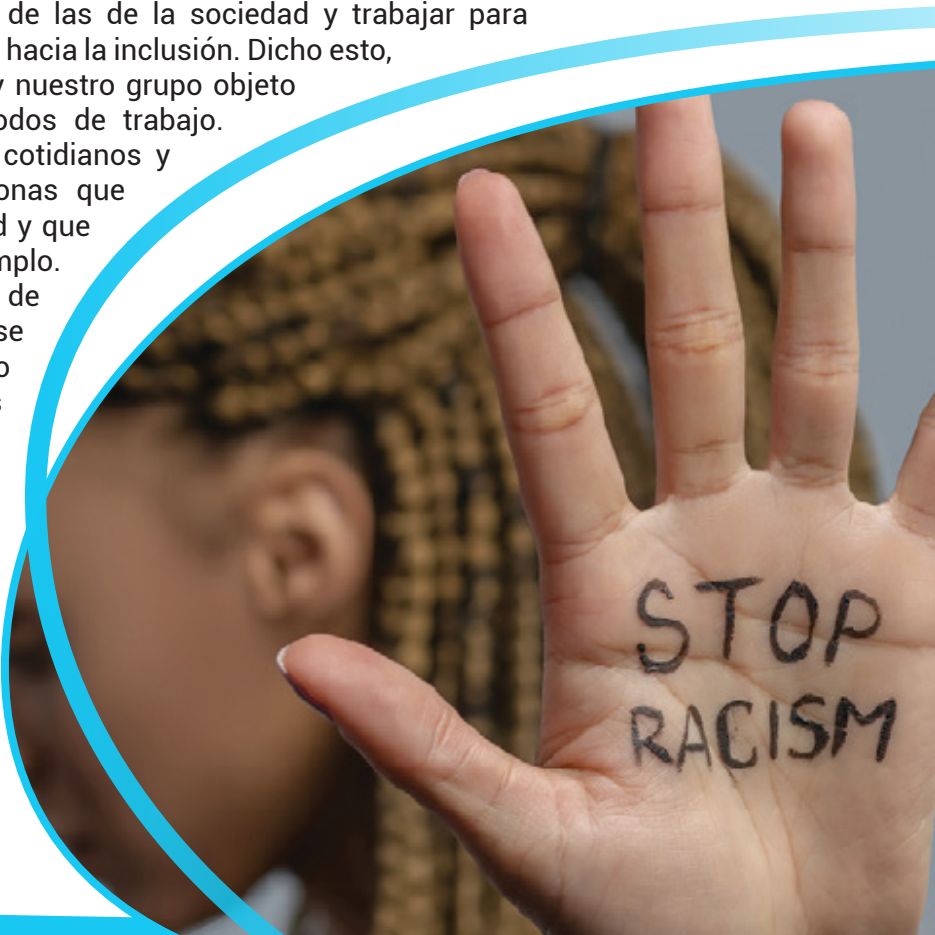 de las de la sociedad y trabajar para
hacia la inclusión. Dicho esto,
y nuestro grupo objeto
odos de trabajo.
cotidianos y
onas que
d y que
mplo.
de
se
o
s
STOP
RACISM